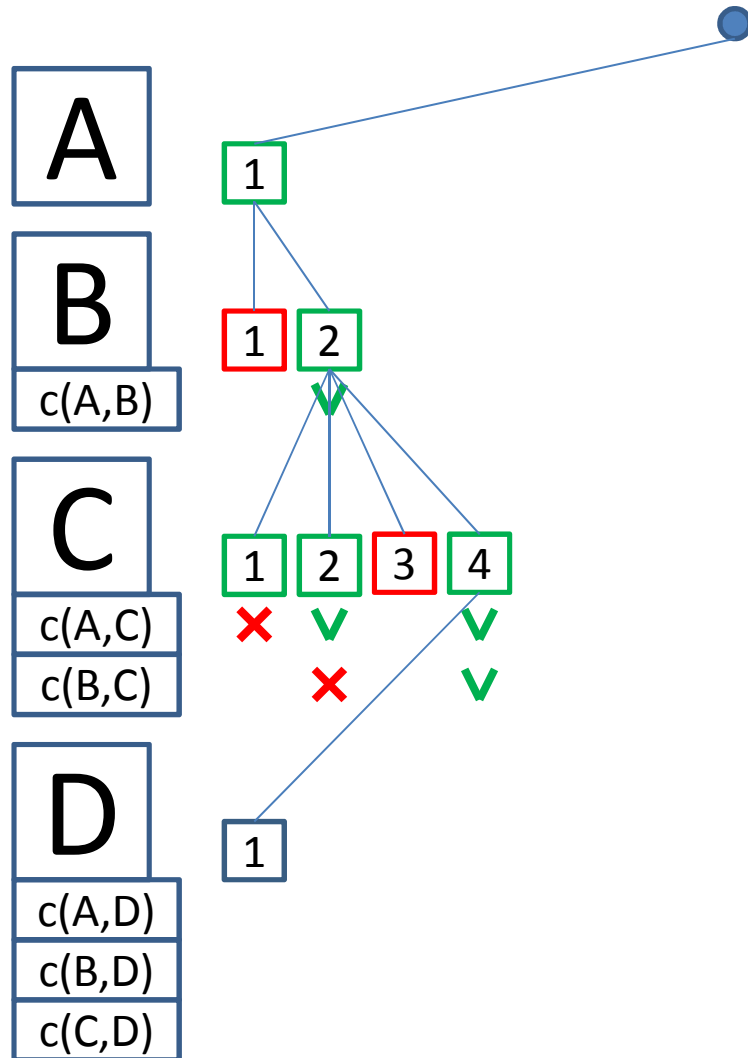 A
1
B
1 2
c(A,B)
C
1 2 3 4
c(A,C)
c(B,C)
D
1
c(A,D)
c(B,D)
c(C,D)